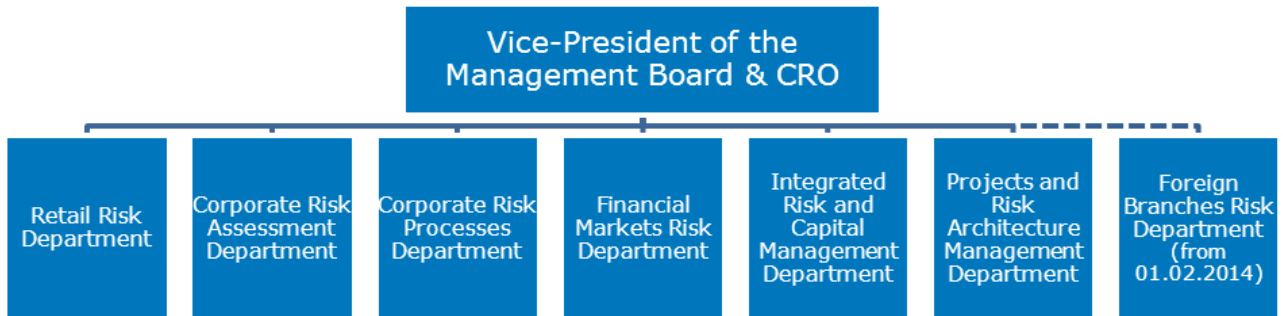 Vice-President of the
Management Board & CRO
Retail Risk
Department
Corporate Risk
Assessment
Department
Corporate Risk
Processes
Department
Financial
Markets Risk
Department
Integrated
Risk and
Capital
Management
Department
Projects and
Risk
Architecture
Management
Department
Foreign
Branches Risk
Department
(from
01.02.2014)